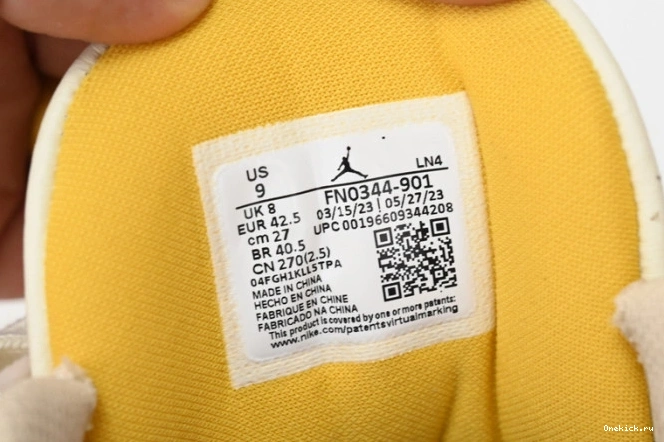 US
LN4
9
FN0344-901
UK 8
03/15/23 | 05/27/23
EUR 42.5
UPC 00196609344208
cm 27
BR 40.5
CN 270(2.5)
04FGH1KLL5TPA
MADE IN CHINA
HECHO EN CHINA
FABRIQUE EN CHINE
FABRICADO NA CHINA
This product is covered by one or more patents:
www.nike.com/patentsvirtualmarking
Onekick.ru